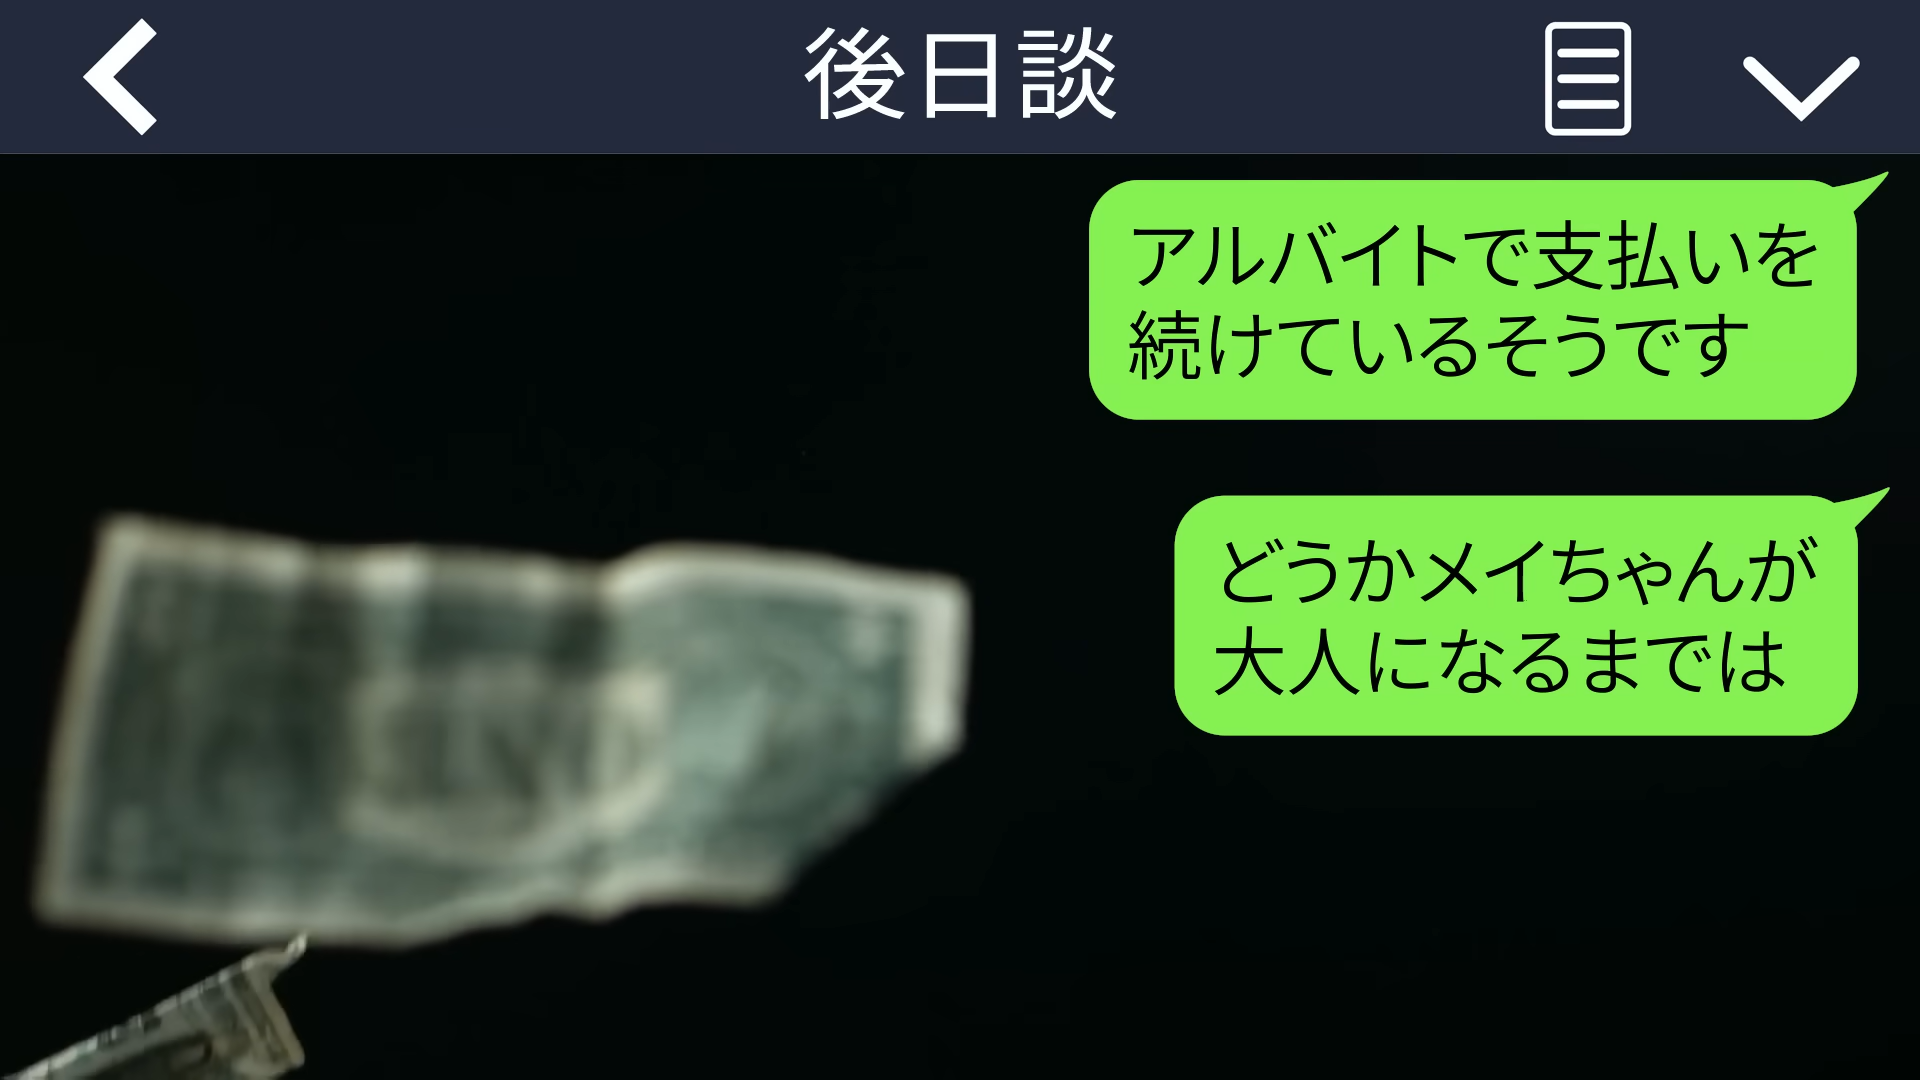 後日談
アルバイトで支払いを
続けているそうです
どうかメイちゃんが
大人になるまでは